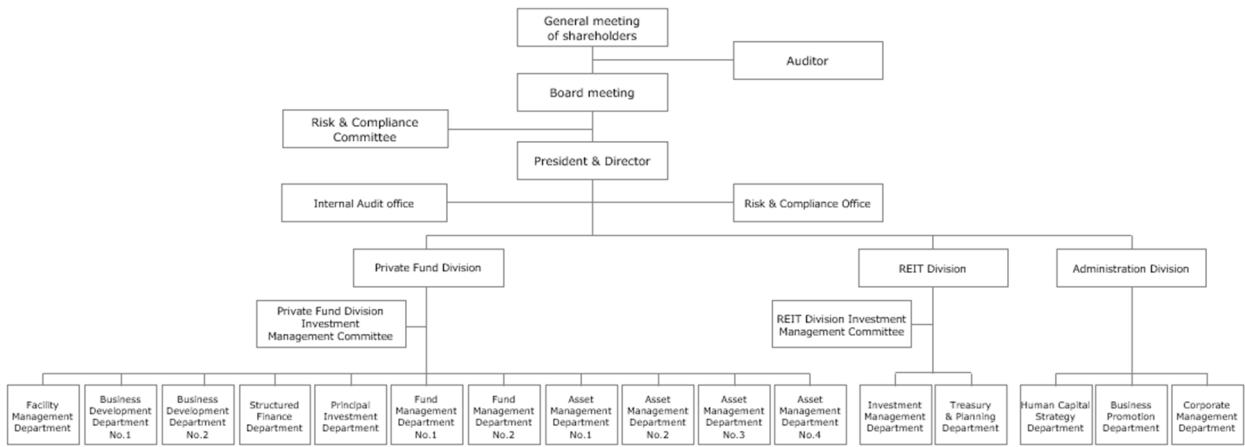 General meeting
of shareholders
Auditor
Board meeting
Risk & Compliance
Committee
President & Director
Internal Audit office
Risk & Compliance Office
Private Fund Division
REIT Division
Administration Division
Private Fund Division
Investment
Management Committee
REIT Division Investment
Management Committee
Facility
Management
Department
Business
Development
Department
No.1
Business
Development
Department
No.2
Structured
Finance
Department
Principal
Investment
Department
Fund
Management
Department
No.1
Fund
Management
Department
No.2
Asset
Management
Department
No.1
Asset
Management
Department
No.2
Asset
Management
Department
No.3
Asset
Management
Department
No.4
Investment
Management
Department
Treasury
& Planning
Department
Human Capital
Strategy
Department
Business
Promotion
Department
Corporate
Management
Department